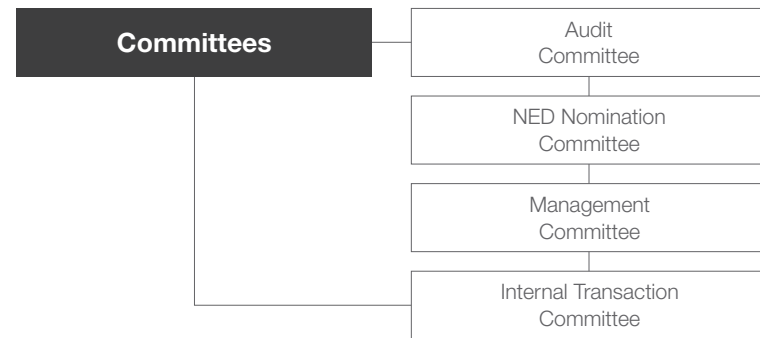 Committees
Audit
Committee
NED Nomination
Committee
Management
Committee
Internal Transaction
Committee